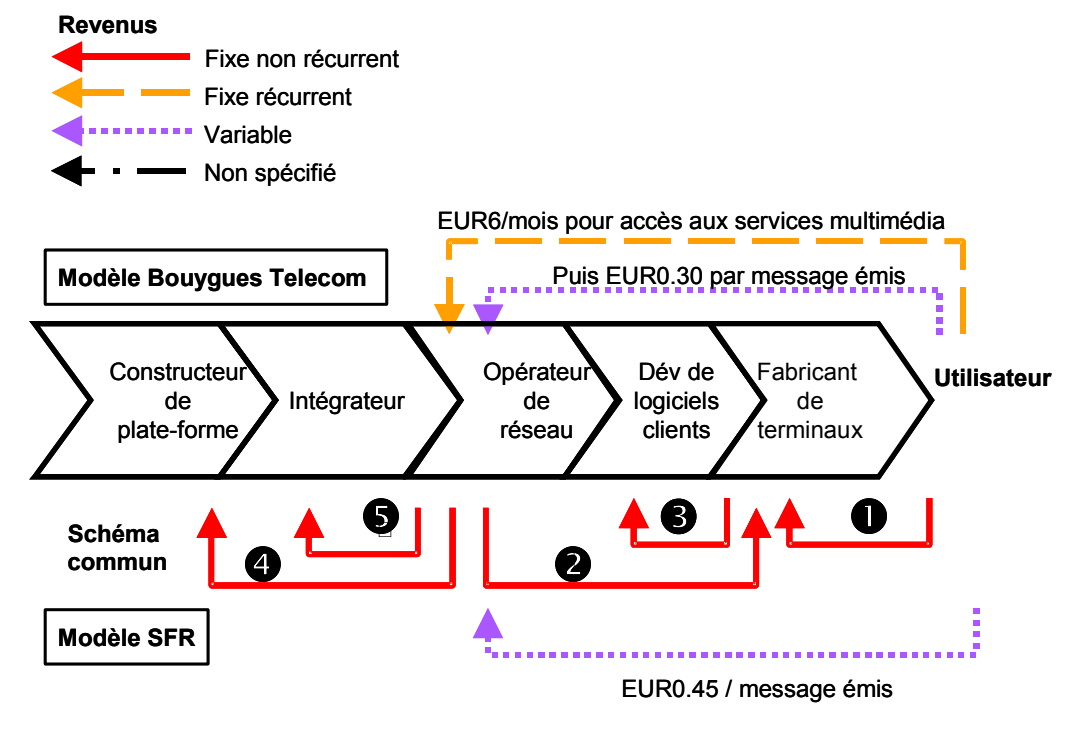 Revenus
Fixe non récurrent
Fixe récurrent
Variable
Non spécifié
EUR6/mois pour accès aux services multimédia
Modèle Bouygues Telecom
Puis EUR0.30 par message émis
Constructeur
de
plate-forme
Intégrateur
Opérateur
de
réseau
Dév de
logiciels
clients
Fabricant
de
terminaux
Utilisateur
Schéma
commun
5
3
1
4
2
Modèle SFR
EUR0.45 / message émis